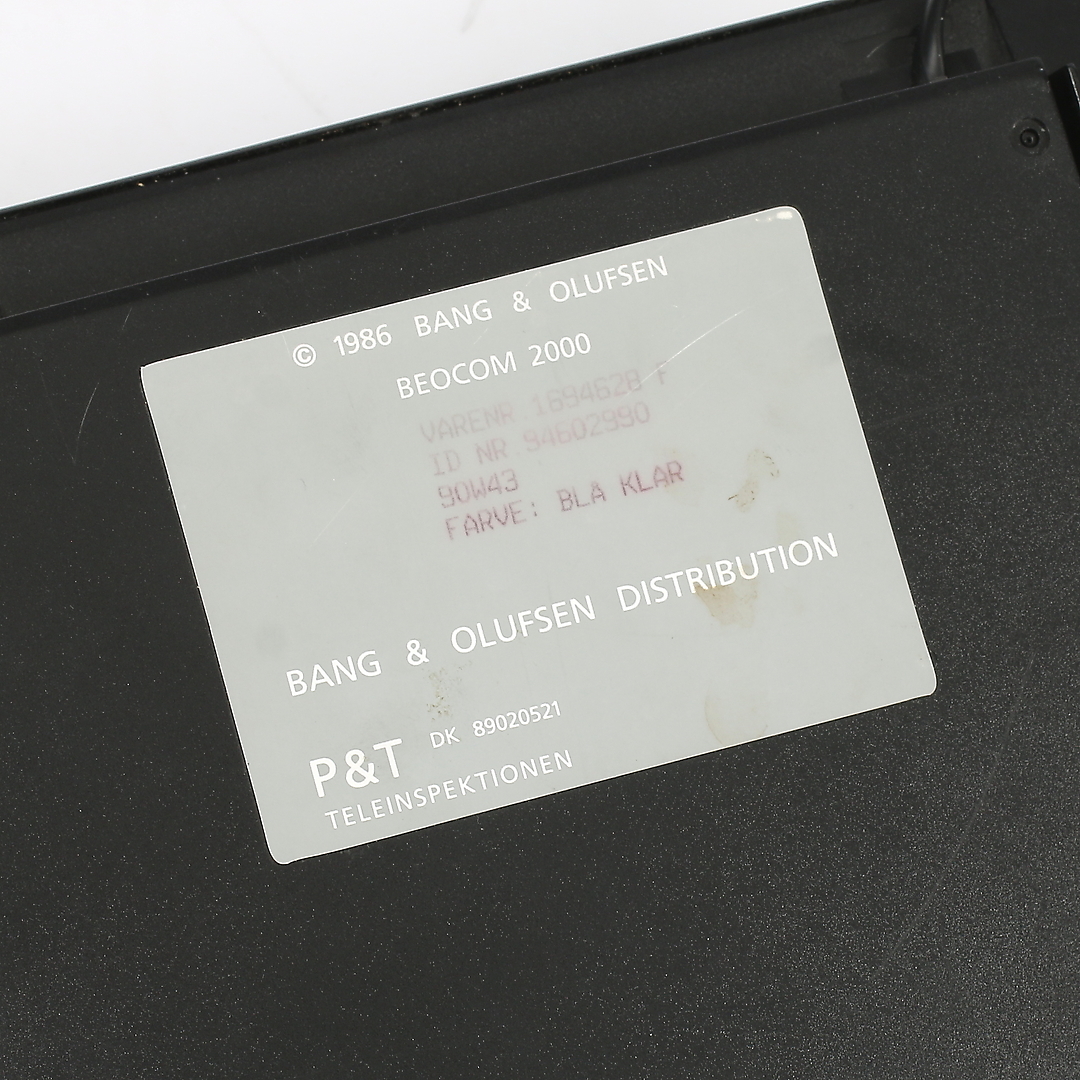 © 1986 BANG & OLUFSEN
BEOCOM 2000
VARENR 1694628 F
ID NR 94602990
90W43
FARVE: BLA KLAR
BANG & OLUFSEN DISTRIBUTION
P&T DK 89020521
TELEINSPEKTIONEN